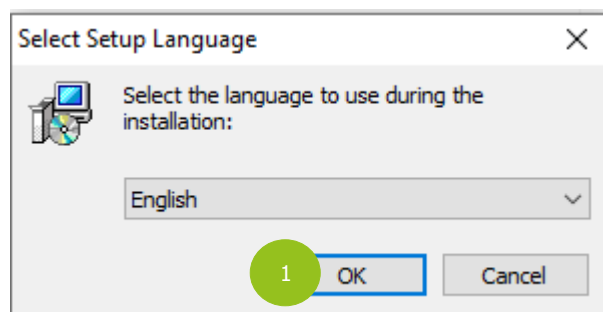 Select Setup Language
Select the language to use during the
installation:
English
1
OK
Cancel